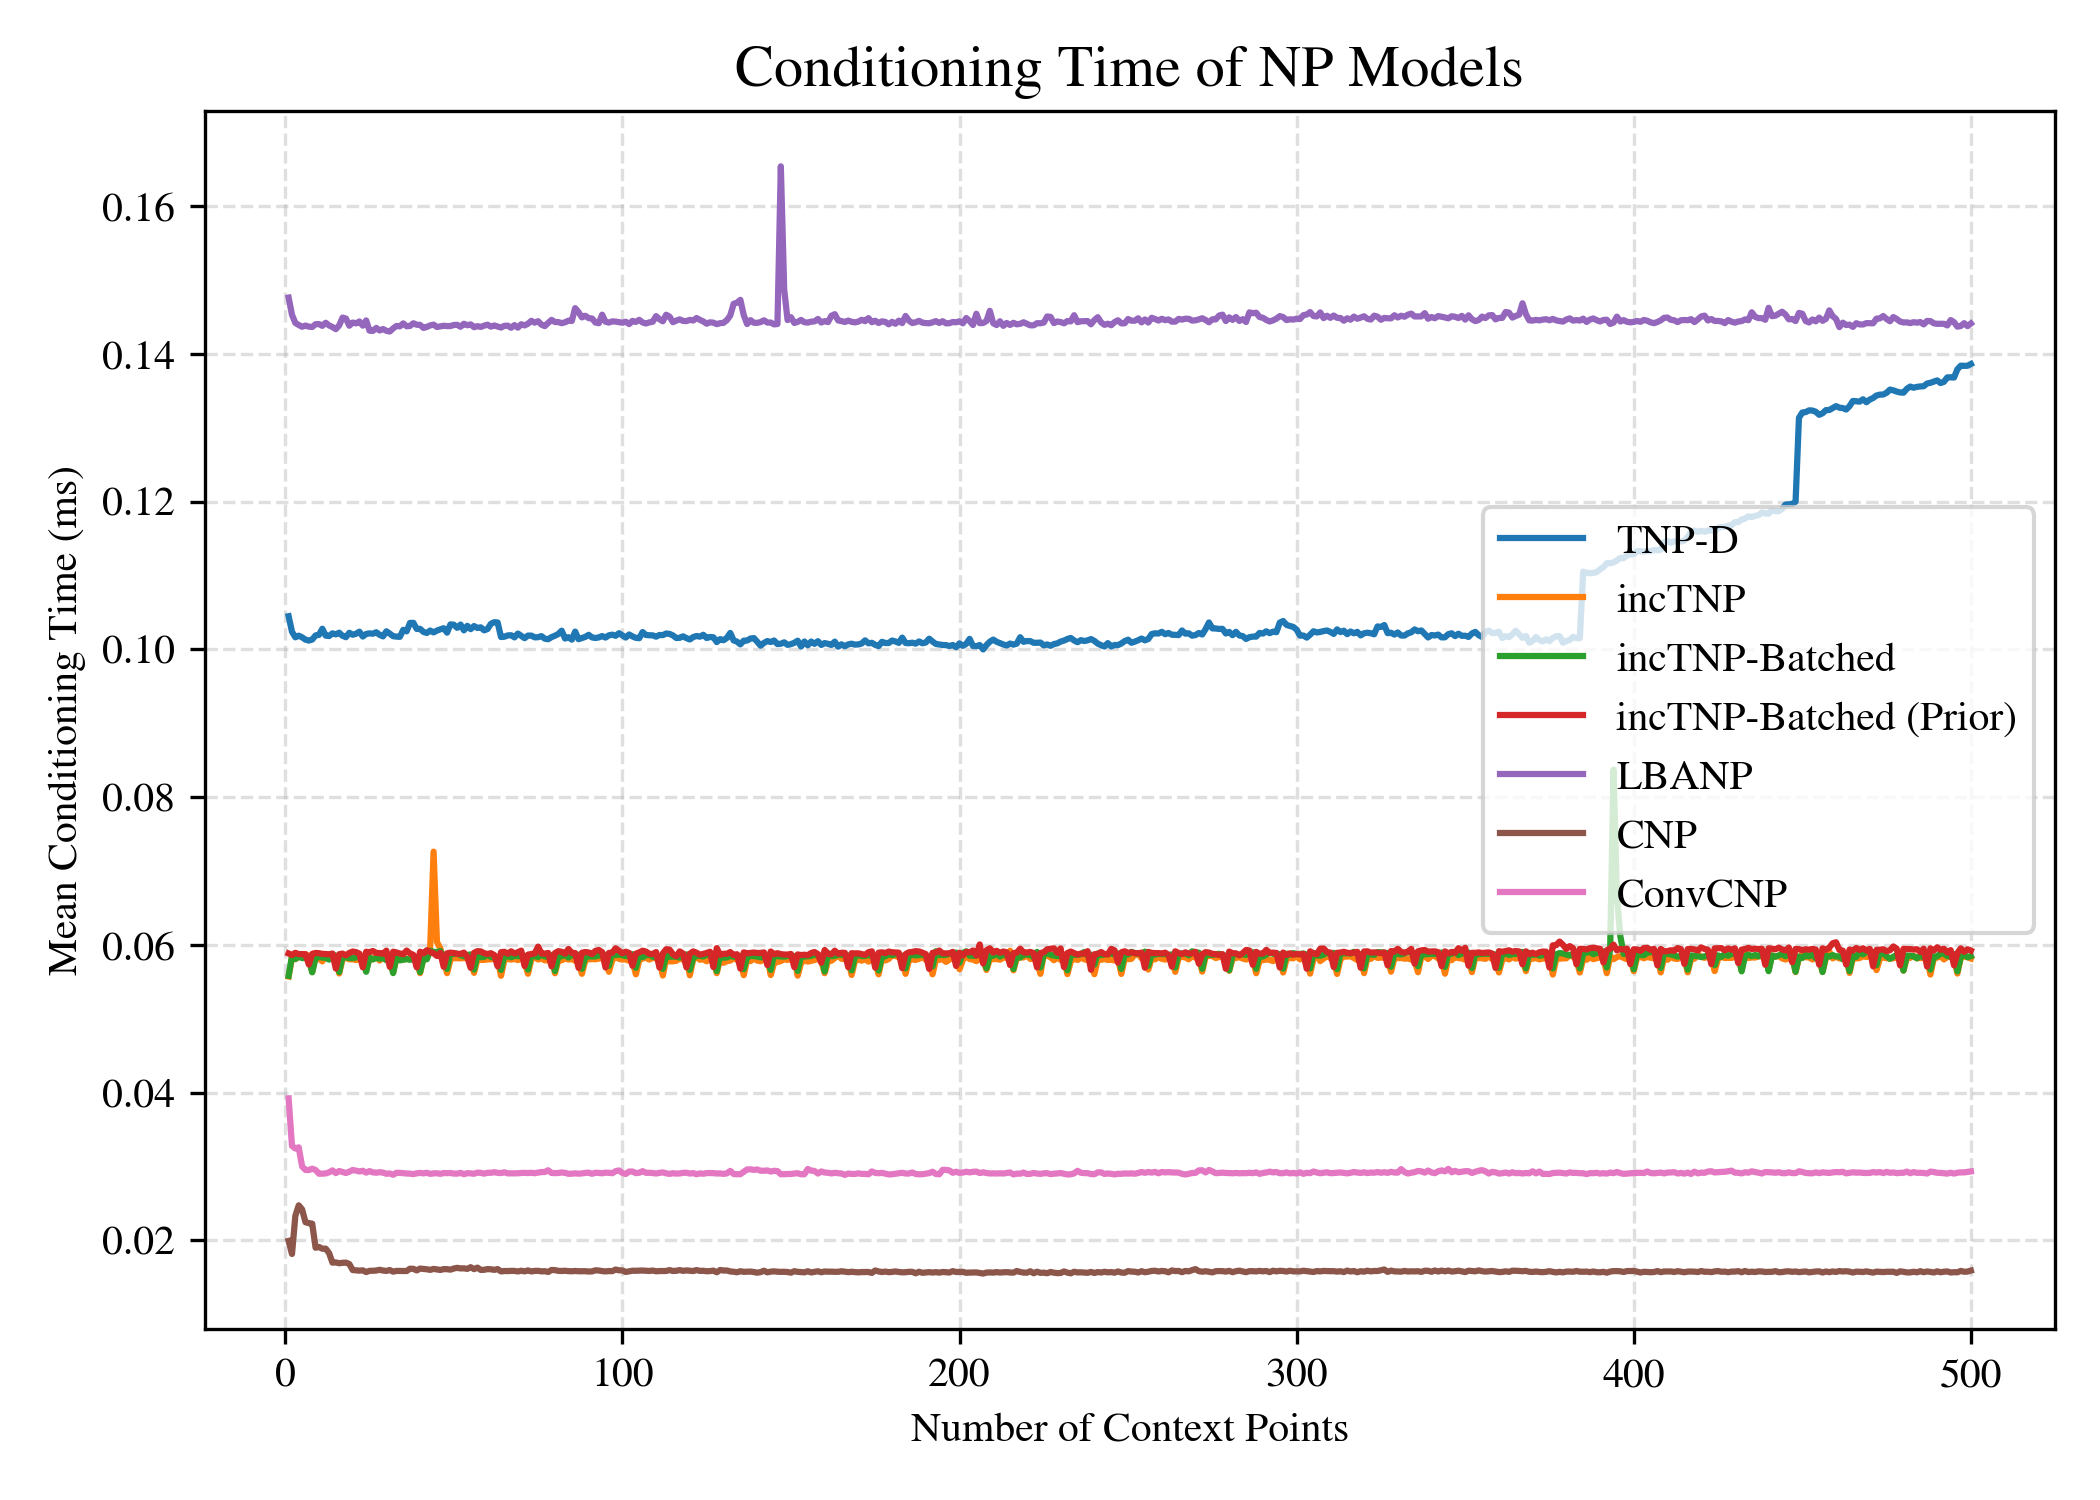 Conditioning Time of NP Models
Mean Conditioning Time (ms)
0.16
0.14
0.12
0.10
0.08
0.06
0.04
0.02
TNP-D
incTNP
incTNP-Batched
incTNP-Batched (Prior)
LBANP
CNP
ConvCNP
0 100 200 300 400 500
Number of Context Points